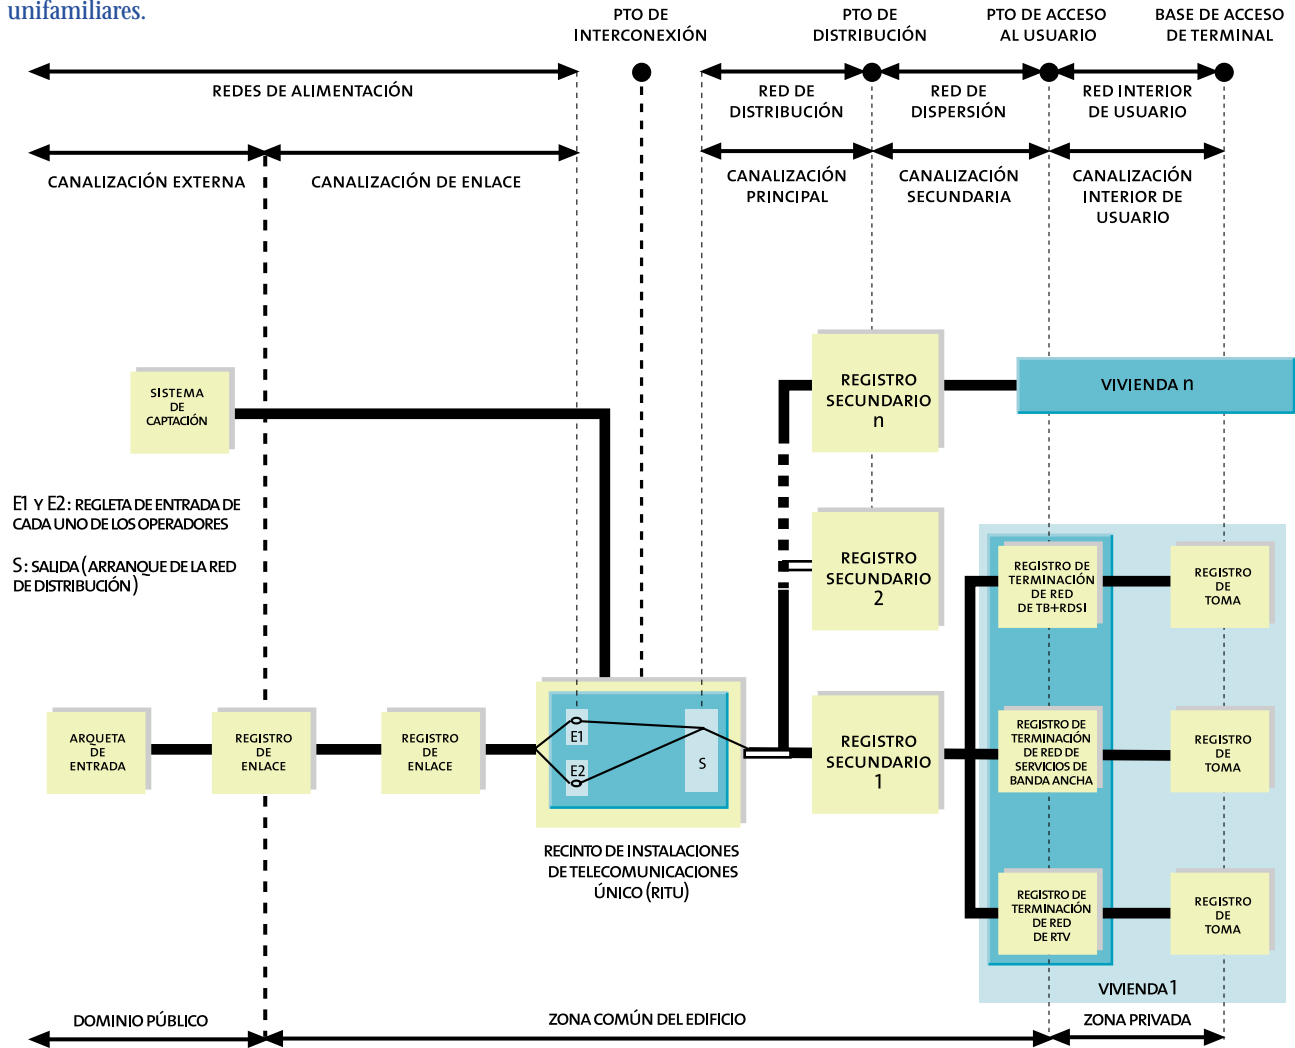 unifamiliares.
PTO DE
INTERCONEXIÓN
PTO DE
DISTRIBUCIÓN
PTO DE ACCESO
AL USUARIO
BASE DE ACCESO
DE TERMINAL
REDES DE ALIMENTACIÓN
RED DE
DISTRIBUCIÓN
RED DE
DISPERSIÓN
RED INTERIOR
DE USUARIO
CANALIZACIÓN EXTERNA
CANALIZACIÓN DE ENLACE
CANALIZACIÓN
PRINCIPAL
CANALIZACIÓN
SECUNDARIA
CANALIZACIÓN
INTERIOR DE
USUARIO
SISTEMA
DE
CAPTACIÓN
REGISTRO
SECUNDARIO
n
VIVIENDA n
E1 Y E2: REGLETA DE ENTRADA DE
CADA UNO DE LOS OPERADORES
S: SALIDA (ARRANQUE DE LA RED
DE DISTRIBUCIÓN)
REGISTRO
SECUNDARIO
2
REGISTRO DE
TERMINACIÓN
DE RED
DE TB+RDSI
REGISTRO
DE
TOMA
ARQUETA
DE
ENTRADA
REGISTRO
DE
ENLACE
REGISTRO
DE
ENLACE
E1
E2
S
REGISTRO
SECUNDARIO
1
REGISTRO DE
TERMINACIÓN
DE RED DE
SERVICIOS DE
BANDA ANCHA
REGISTRO
DE
TOMA
RECINTO DE INSTALACIONES
DE TELECOMUNICACIONES
ÚNICO (RITU)
REGISTRO DE
TERMINACIÓN
DE RED
DE RTV
REGISTRO
DE
TOMA
VIVIENDA 1
DOMINIO PÚBLICO
ZONA COMÚN DEL EDIFICIO
ZONA PRIVADA